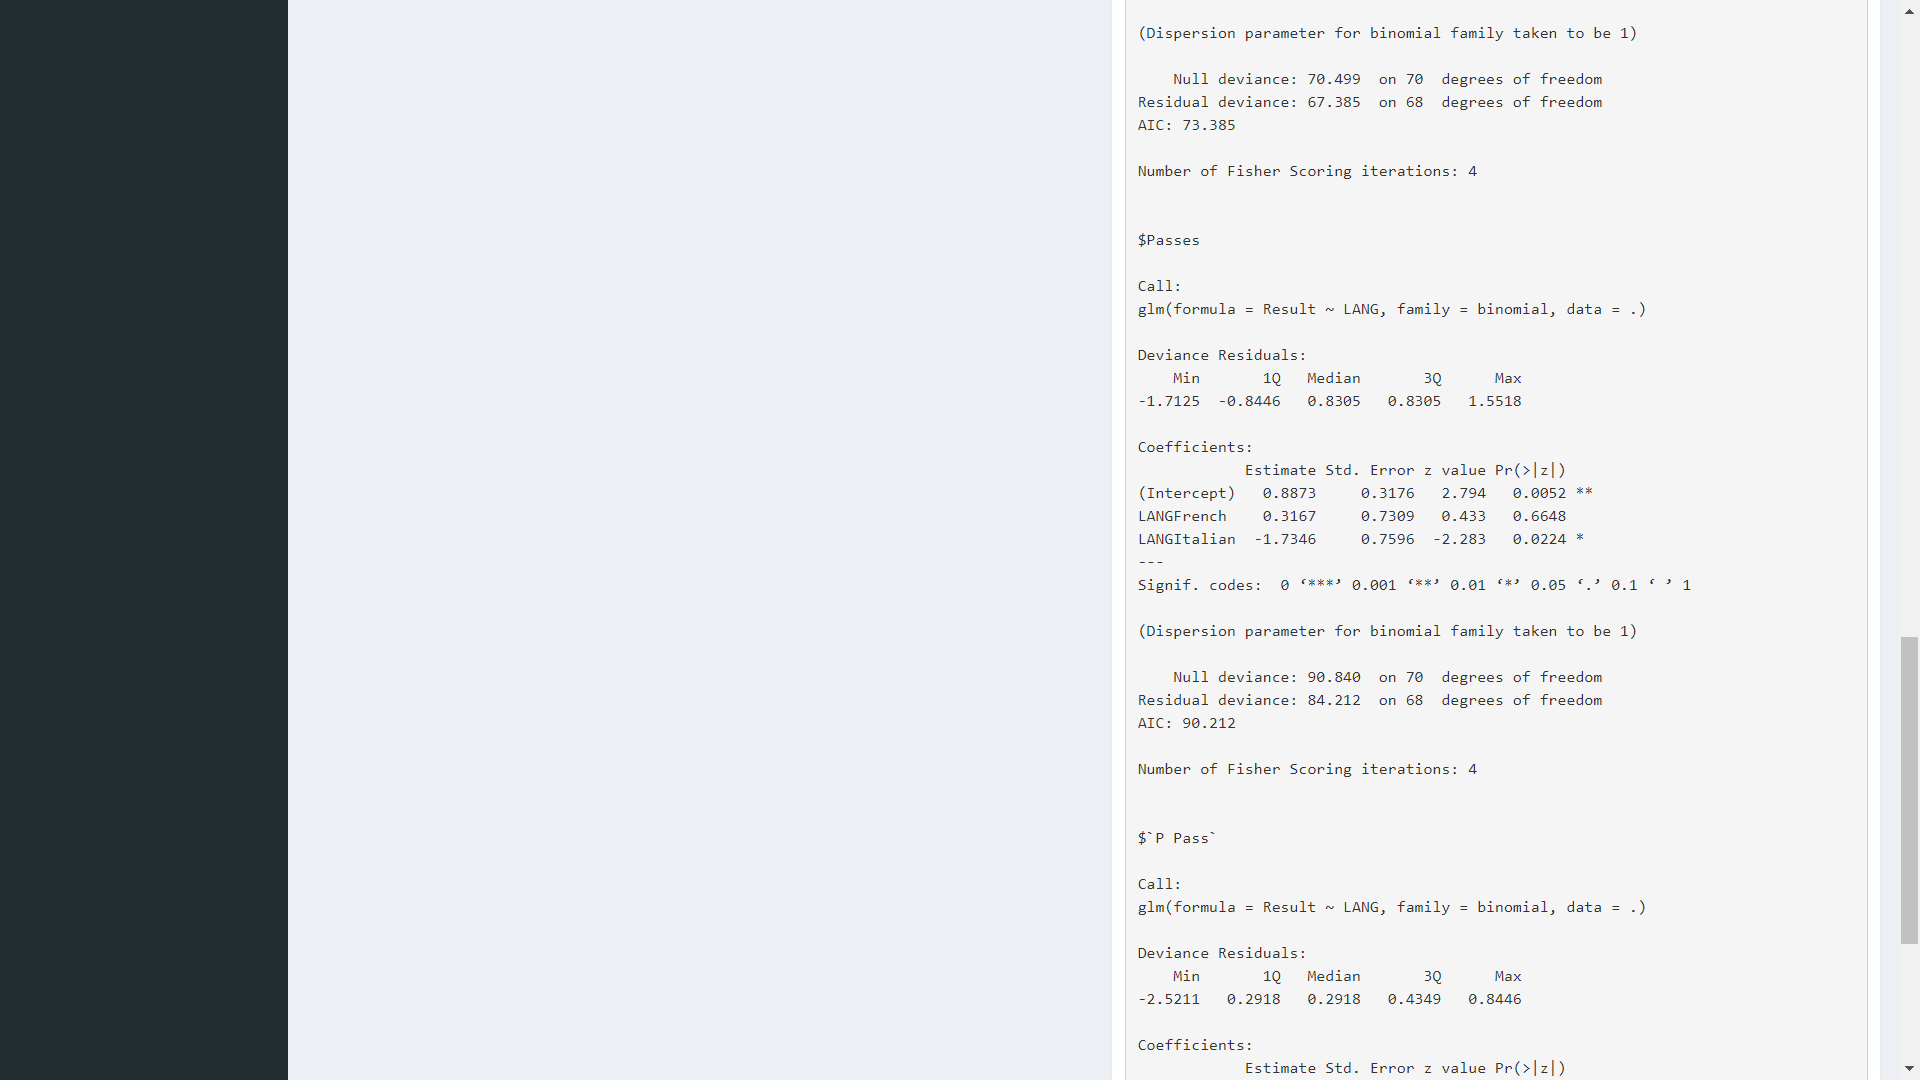 (Dispersion parameter for binomial family taken to be 1)
Null deviance: 70.499  on 70  degrees of freedom
Residual deviance: 67.385  on 68  degrees of freedom
AIC: 73.385
Number of Fisher Scoring iterations: 4
$Passes
Call:
glm(formula = Result ~ LANG, family = binomial, data = .)
Deviance Residuals:
Min       1Q   Median       3Q      Max
-1.7125  -0.8446   0.8305   0.8305   1.5518
Coefficients:
Estimate Std. Error z value Pr(>|z|)
(Intercept)   0.8873     0.3176   2.794   0.0052 **
LANGFrench    0.3167     0.7309   0.433   0.6648
LANGItalian  -1.7346     0.7596  -2.283   0.0224 *
---
Signif. codes:  0 ‘***’ 0.001 ‘**’ 0.01 ‘*’ 0.05 ‘.’ 0.1 ‘ ’ 1
(Dispersion parameter for binomial family taken to be 1)
Null deviance: 90.840  on 70  degrees of freedom
Residual deviance: 84.212  on 68  degrees of freedom
AIC: 90.212
Number of Fisher Scoring iterations: 4
$`P Pass`
Call:
glm(formula = Result ~ LANG, family = binomial, data = .)
Deviance Residuals:
Min       1Q   Median       3Q      Max
-2.5211   0.2918   0.2918   0.4349   0.8446
Coefficients:
Estimate Std. Error z value Pr(>|z|)